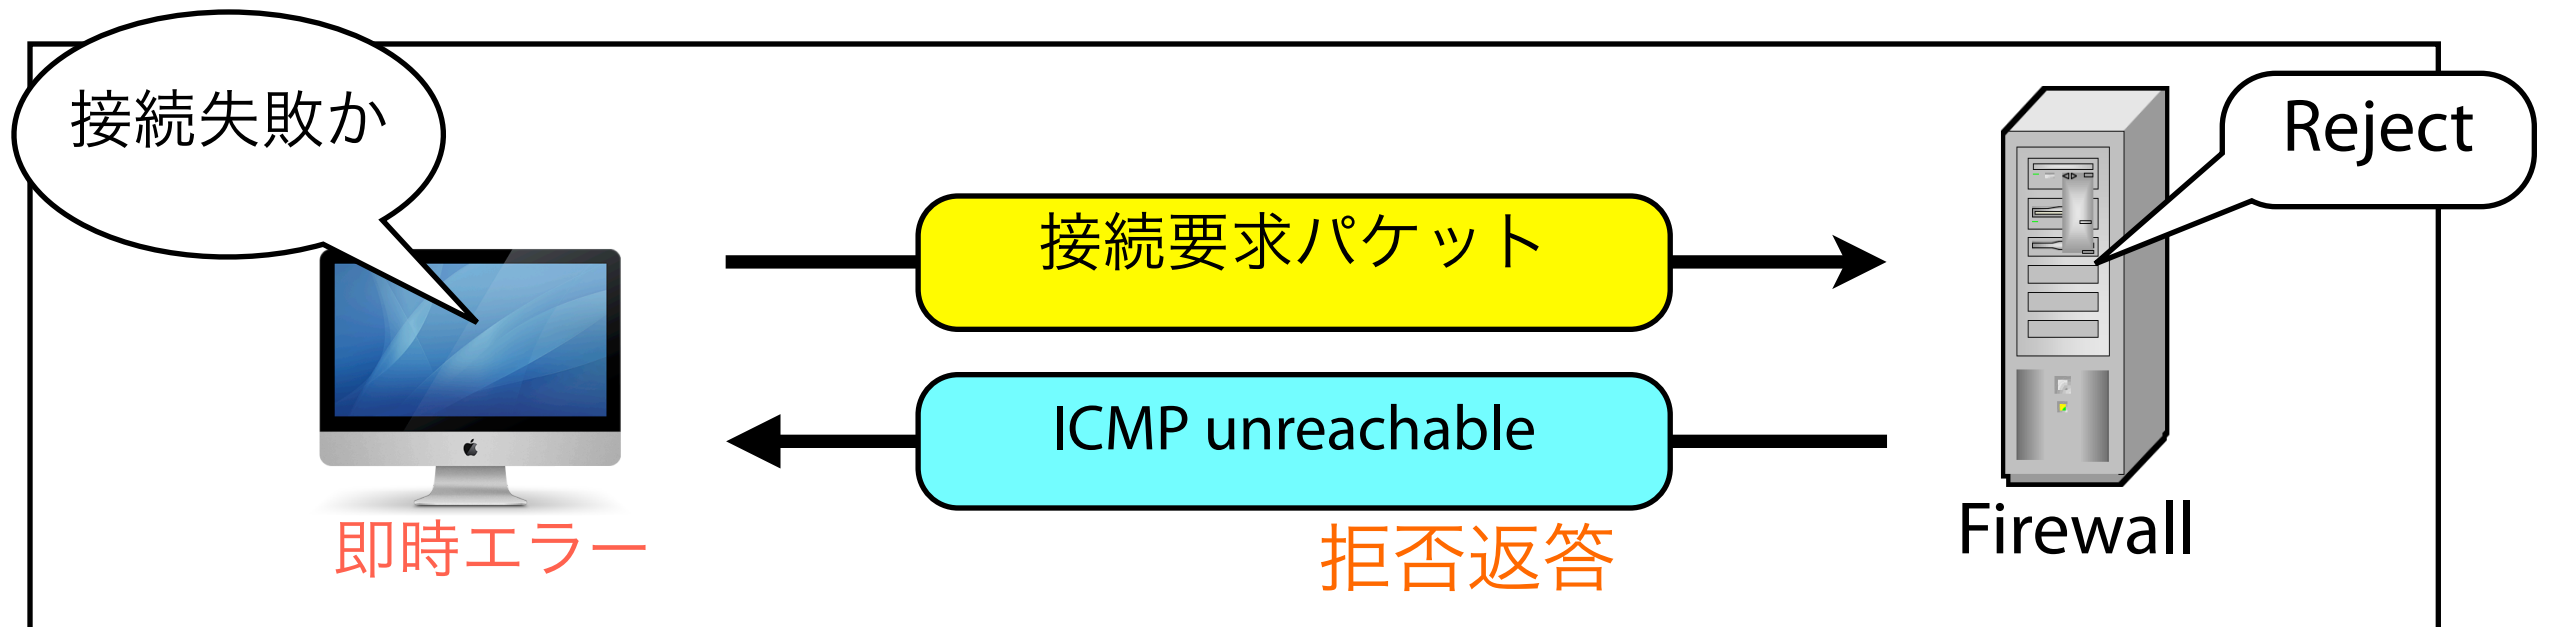 接続失敗か
Reject
接続要求パケット
ICMP unreachable
即時エラー
拒否返答
Firewall